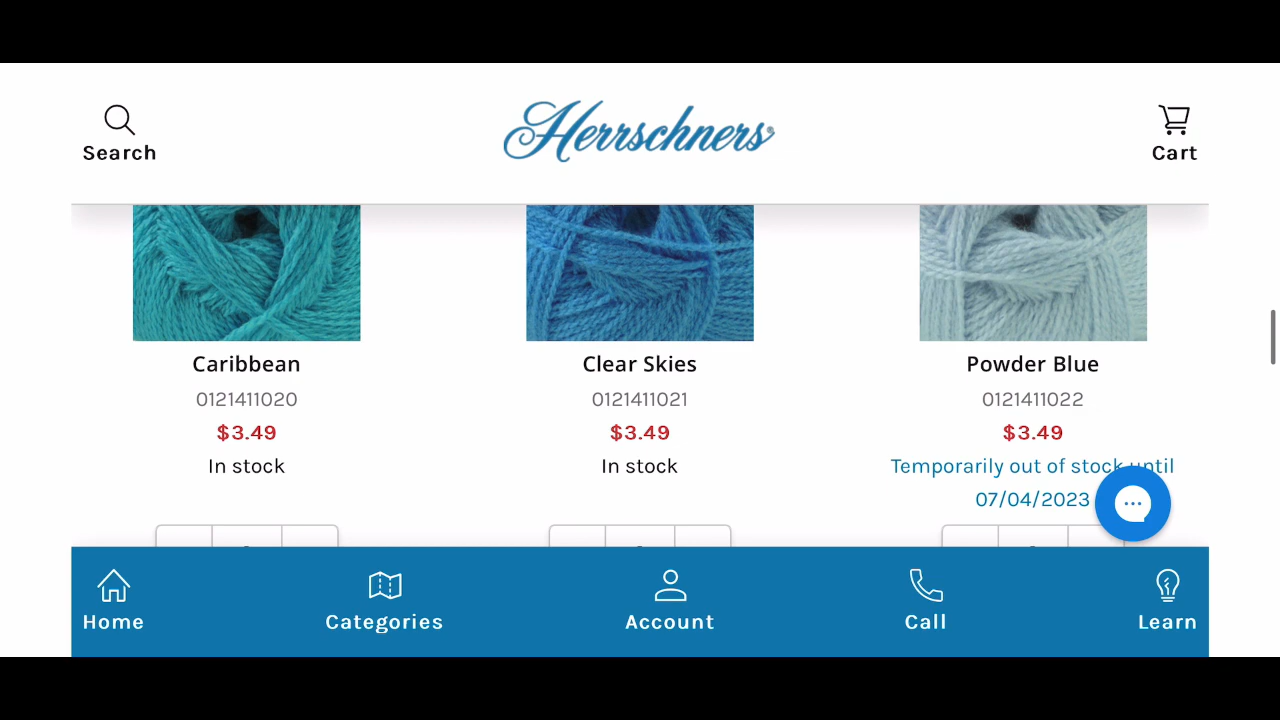 Search
Herrschners®
Cart
Caribbean
Clear Skies
Powder Blue
0121411020
0121411021
0121411022
$3.49
$3.49
$3.49
In stock
In stock
Temporarily out of stock until
07/04/2023
Home
Categories
Account
Call
Learn